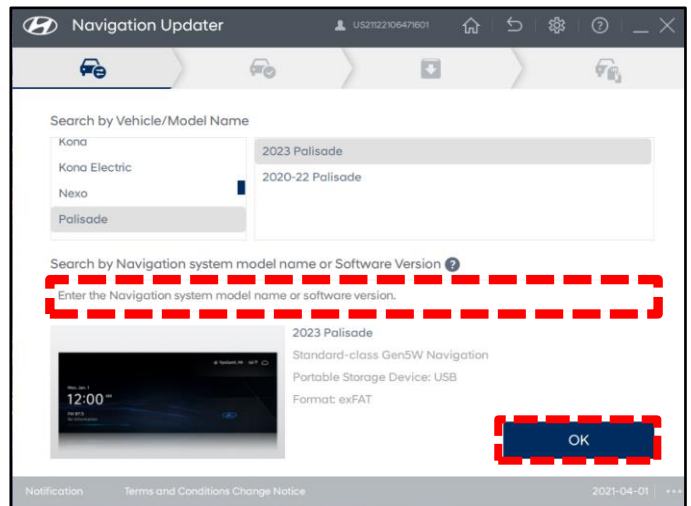 Navigation Updater
US21122106471601
Search by Vehicle/Model Name
Kona
Kona Electric
Nexo
Palisade
2023 Palisade
2020-22 Palisade
Search by Navigation system model name or Software Version ?
Enter the Navigation system model name or software version.
12:00
2023 Palisade
Standard-class Gen5W Navigation
Portable Storage Device: USB
Format: exFAT
OK
Notification
Terms and Conditions Change Notice
2021-04-01